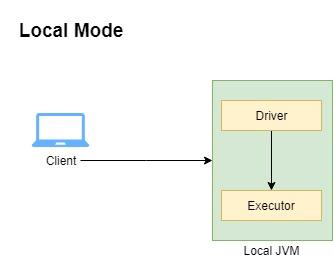 Local Mode
Driver
Client
Executor
Local JVM